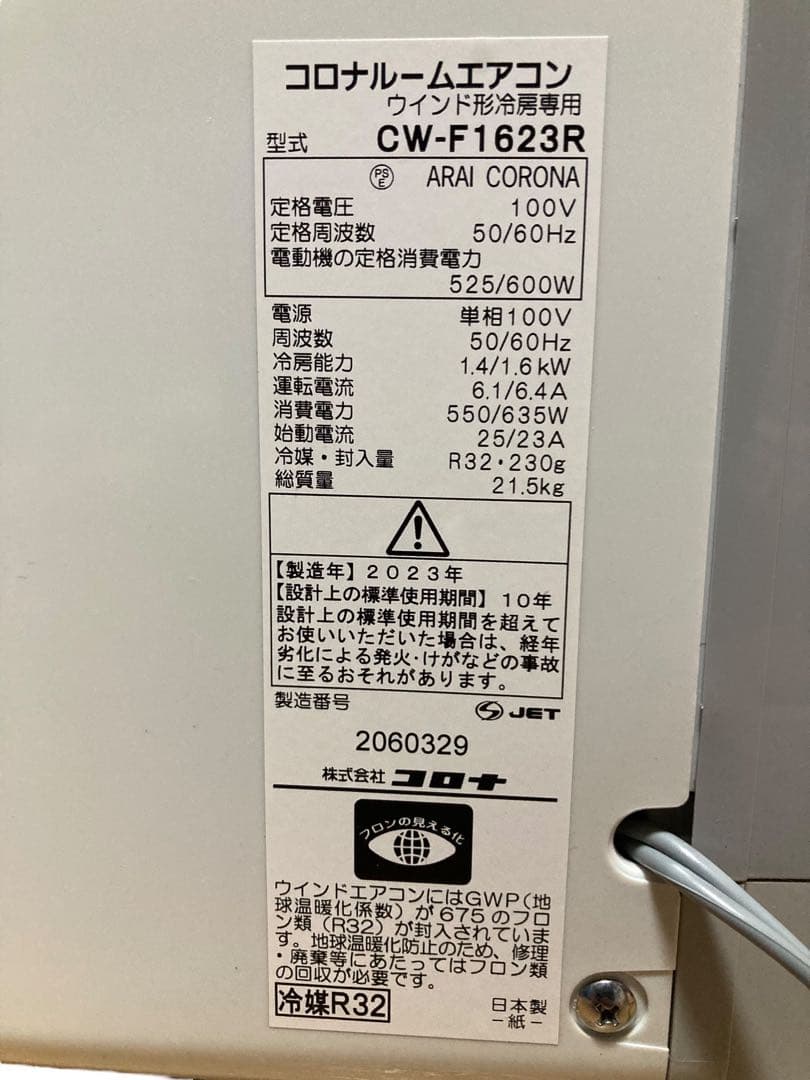 コロナルームエアコン
ウインド形冷房専用
型式 CW-F1623R
PSE ARAI CORONA
定格電圧 100V
定格周波数 50/60Hz
電動機の定格消費電力
525/600W
電源 単相100V
周波数 50/60Hz
冷房能力 1.4/1.6kW
運転電流 6.1/6.4A
消費電力 550/635W
始動電流 25/23A
冷媒・封入量 R32・230g
総質量 21.5kg
【製造年】2023年
【設計上の標準使用期間】10年
設計上の標準使用期間を超えて
お使いいただいた場合は、経年
劣化による発火・けがなどの事故
に至るおそれがあります。
製造番号 JET
2060329
株式会社 コロナ
フロンの見える化
ウインドエアコンにはGWP(地
球温暖化係数)が675のフロ
ン類(R32)が封入されていま
す。地球温暖化防止のため、修理
・廃棄等にあたってはフロン類
の回収が必要です。
冷媒R32 日本製
-紙-